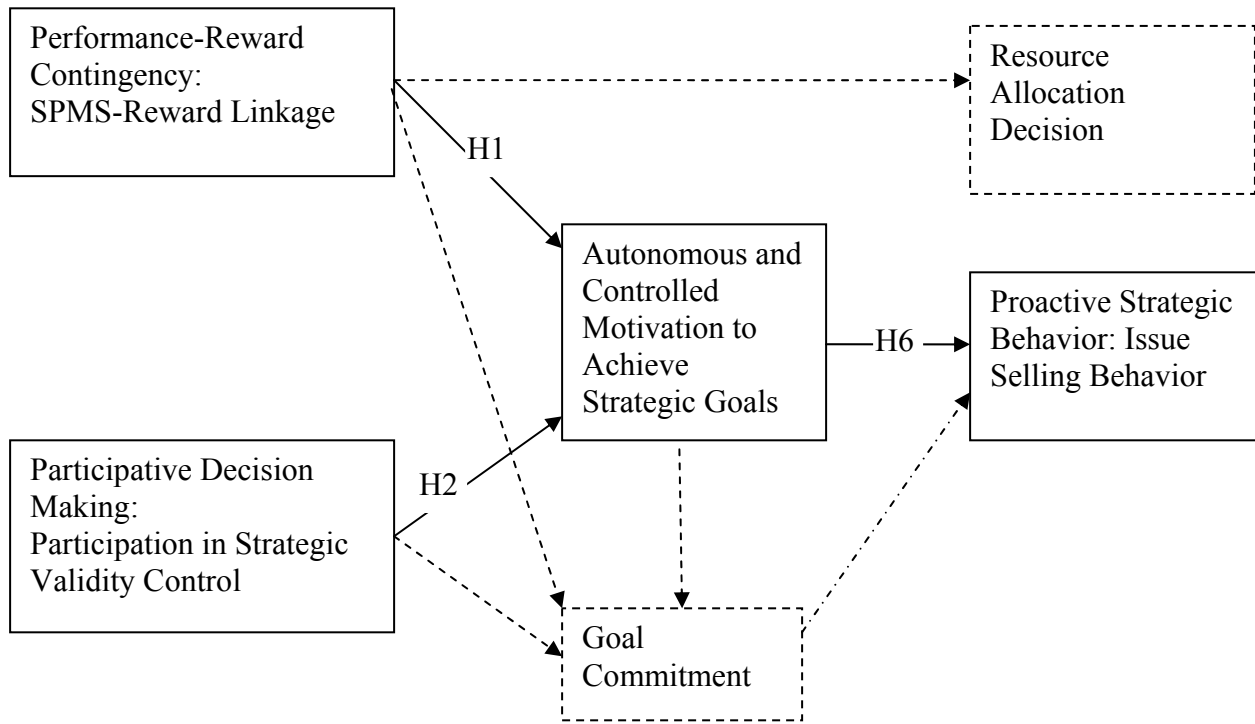 Performance-Reward
Contingency:
SPMS-Reward Linkage
Resource
Allocation
Decision
H1
Autonomous and
Controlled
Motivation to
Achieve
Strategic Goals
H6
Proactive Strategic
Behavior: Issue
Selling Behavior
Participative Decision
Making:
Participation in Strategic
Validity Control
H2
Goal
Commitment